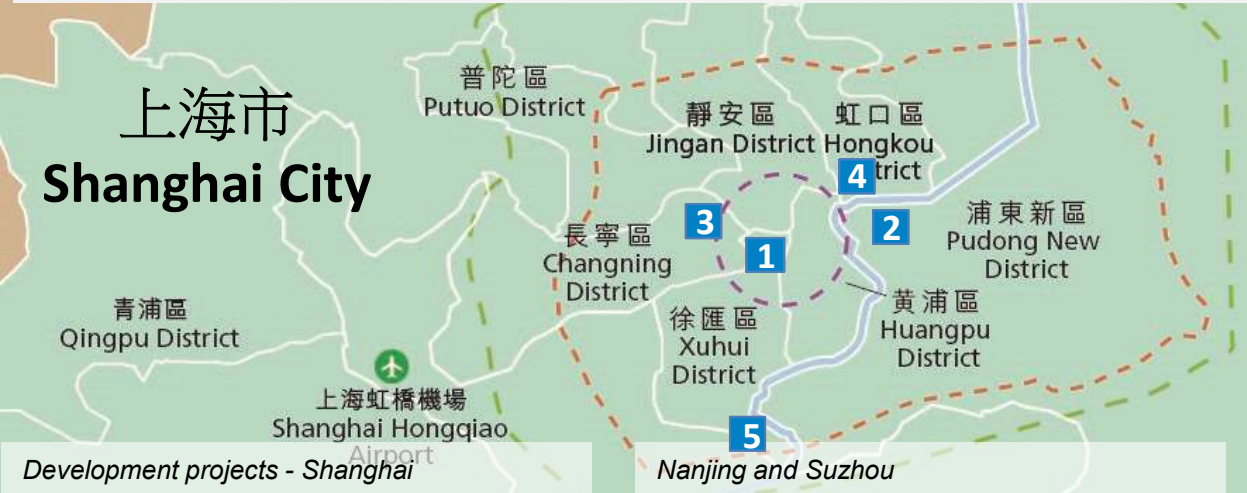 上海市
Shanghai City
普陀區
Putuo District
靜安區
Jingan District
虹口區
Hongkou
trict
4
3
1
2
5
長寧區
Changning
District
浦東新區
Pudong New
District
黄浦區
Huangpu
District
徐匯區
Xuhui
District
青浦區
Qingpu District
上海虹橋機場
Shanghai Hongqiao
Airport
Development projects - Shanghai
Nanjing and Suzhou